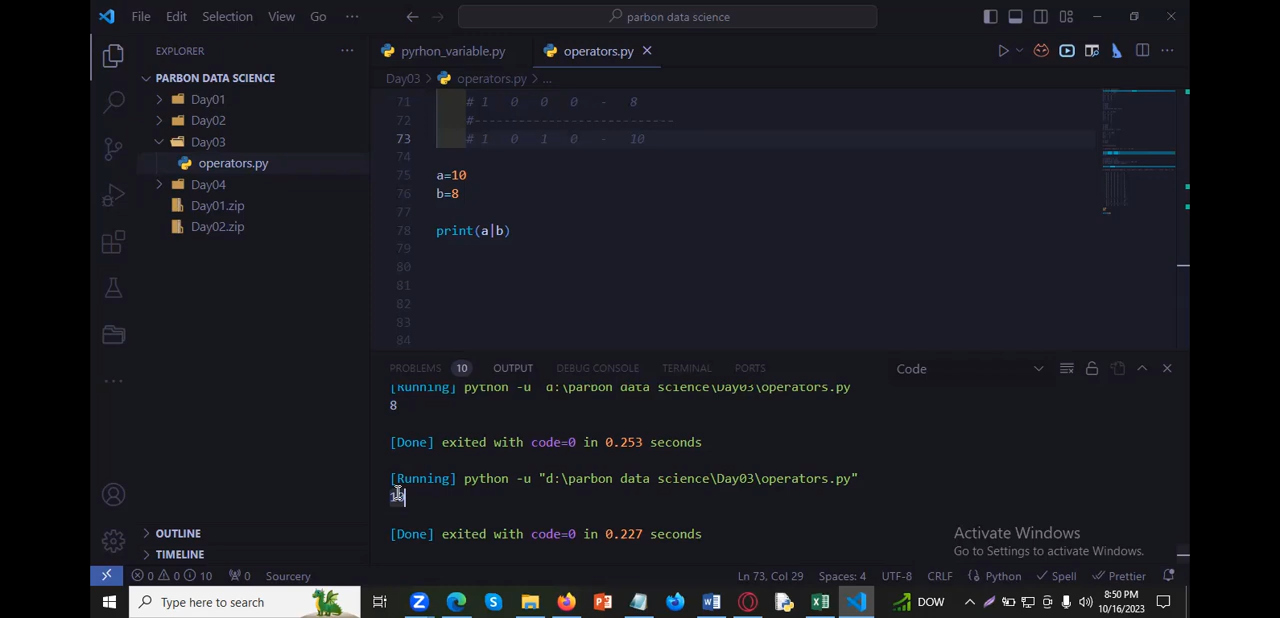 File Edit Selection View Go ··· parbon data science
EXPLORER ···
PARBON DATA SCIENCE
Day01
Day02
Day03
operators.py
Day04
Day01.zip
Day02.zip
OUTLINE
TIMELINE
pyrhon_variable.py operators.py
Day03 > operators.py > ...
71 # 1 0 0 0 - 8
72 #-------------------------
73 # 1 0 1 0 - 10
74
75 a=10
76 b=8
77
78 print(a|b)
79
80
81
82
83
84
PROBLEMS 10 OUTPUT DEBUG CONSOLE TERMINAL PORTS Code
[Running] python -u "d:\parbon data science\Day03\operators.py"
8
[Done] exited with code=0 in 0.253 seconds
[Running] python -u "d:\parbon data science\Day03\operators.py"
10
[Done] exited with code=0 in 0.227 seconds
Activate Windows
Go to Settings to activate Windows.
0 0 10 0 Sourcery Ln 73, Col 29 Spaces: 4 UTF-8 CRLF Python Spell Prettier
Type here to search DOW 8:50 PM
10/16/2023